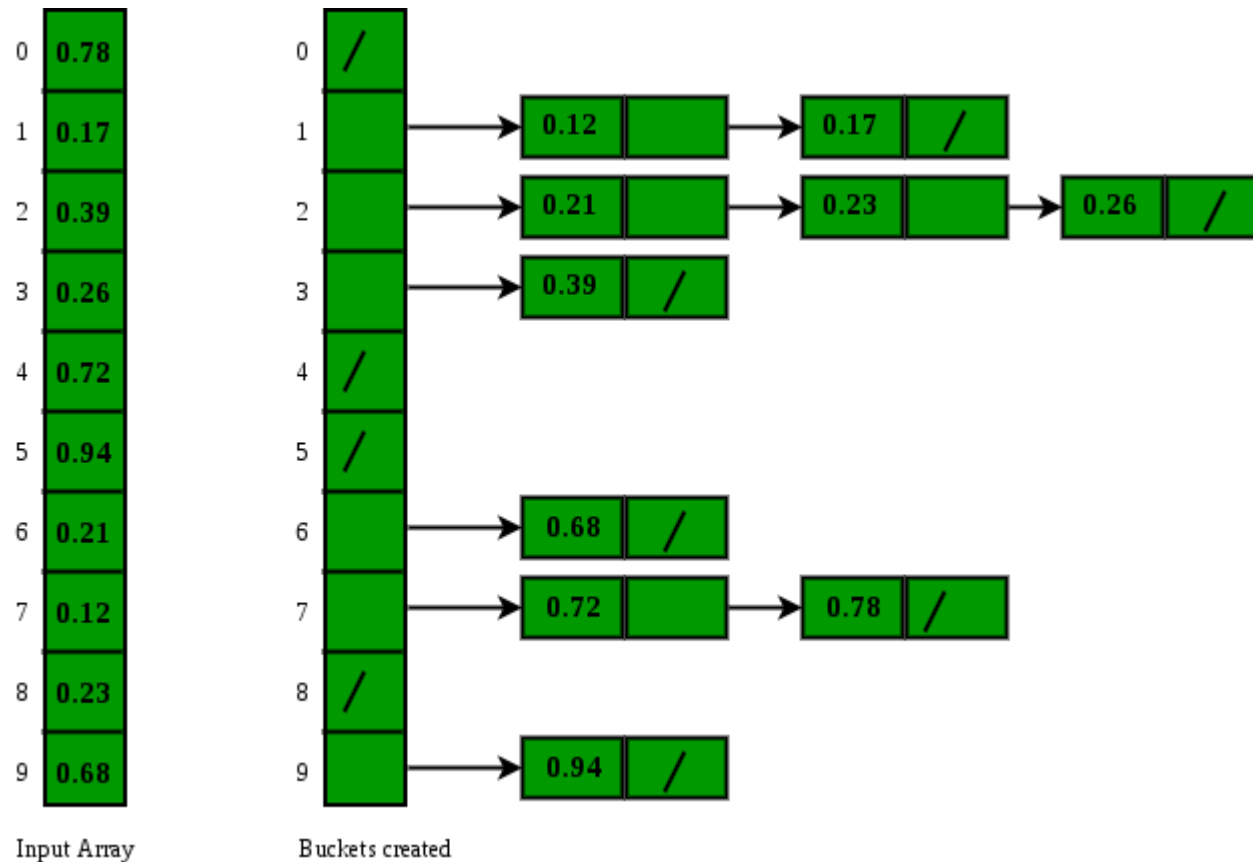 0 0.78 0 /
1 0.17 1 0.12 0.17 /
2 0.39 2 0.21 0.23 0.26 /
3 0.26 3 0.39 /
4 0.72 4 /
5 0.94 5 /
6 0.21 6 0.68 /
7 0.12 7 0.72 0.78 /
8 0.23 8 /
9 0.68 9 0.94 /
Input Array Buckets created